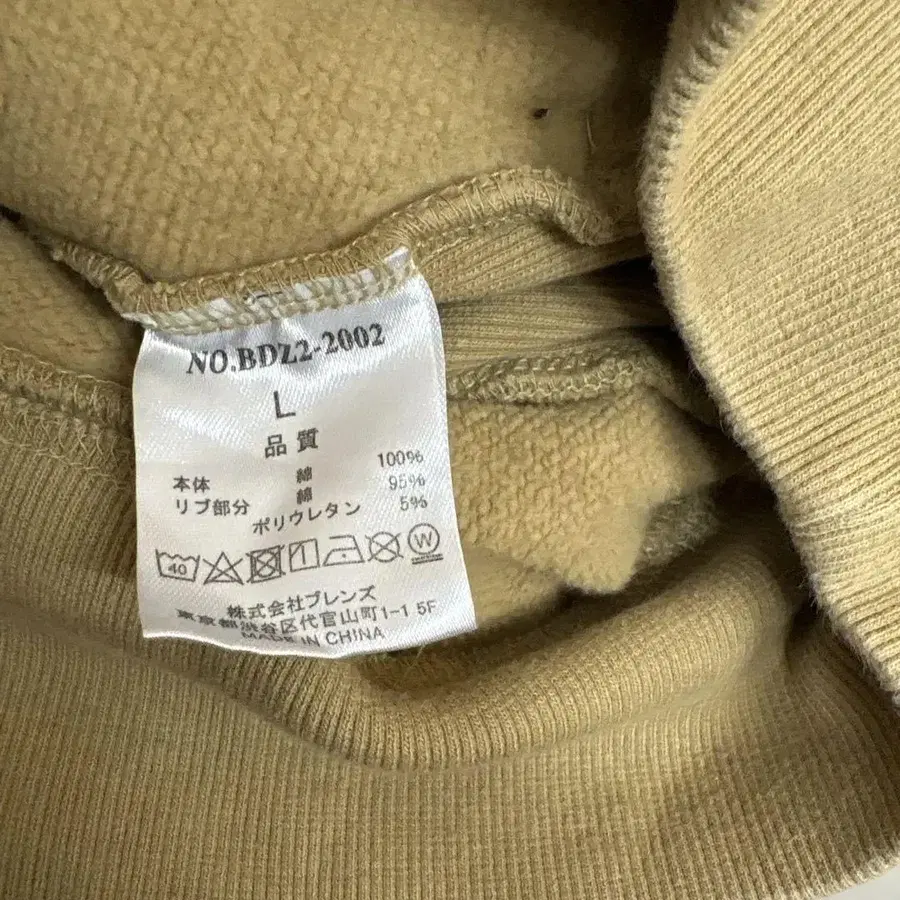 NO.BDZ2-2002
L
品質
本体 綿 100%
リブ部分 綿 95%
ポリウレタン 5%
40
W
株式会社ブレンズ
東京都渋谷区代官山町1-1 5F
MADE IN CHINA